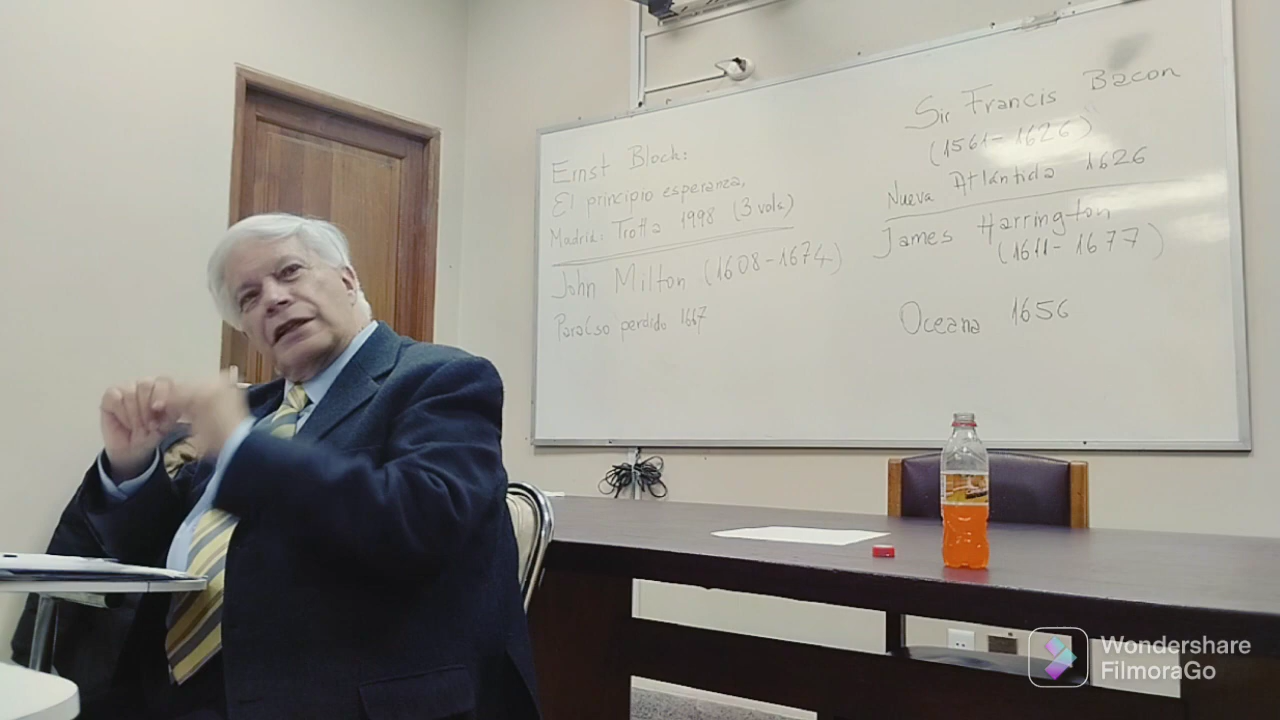 Ernst Block:
El principio esperanza,
Madrid: Trotta 1998 (3 vols)
John Milton (1608-1674)
Paraíso perdido 1667
Sir Francis Bacon
(1561-1626)
Nueva Atlántida 1626
James Harrington
(1611-1677)
Oceana 1656
Wondershare
FilmoraGo